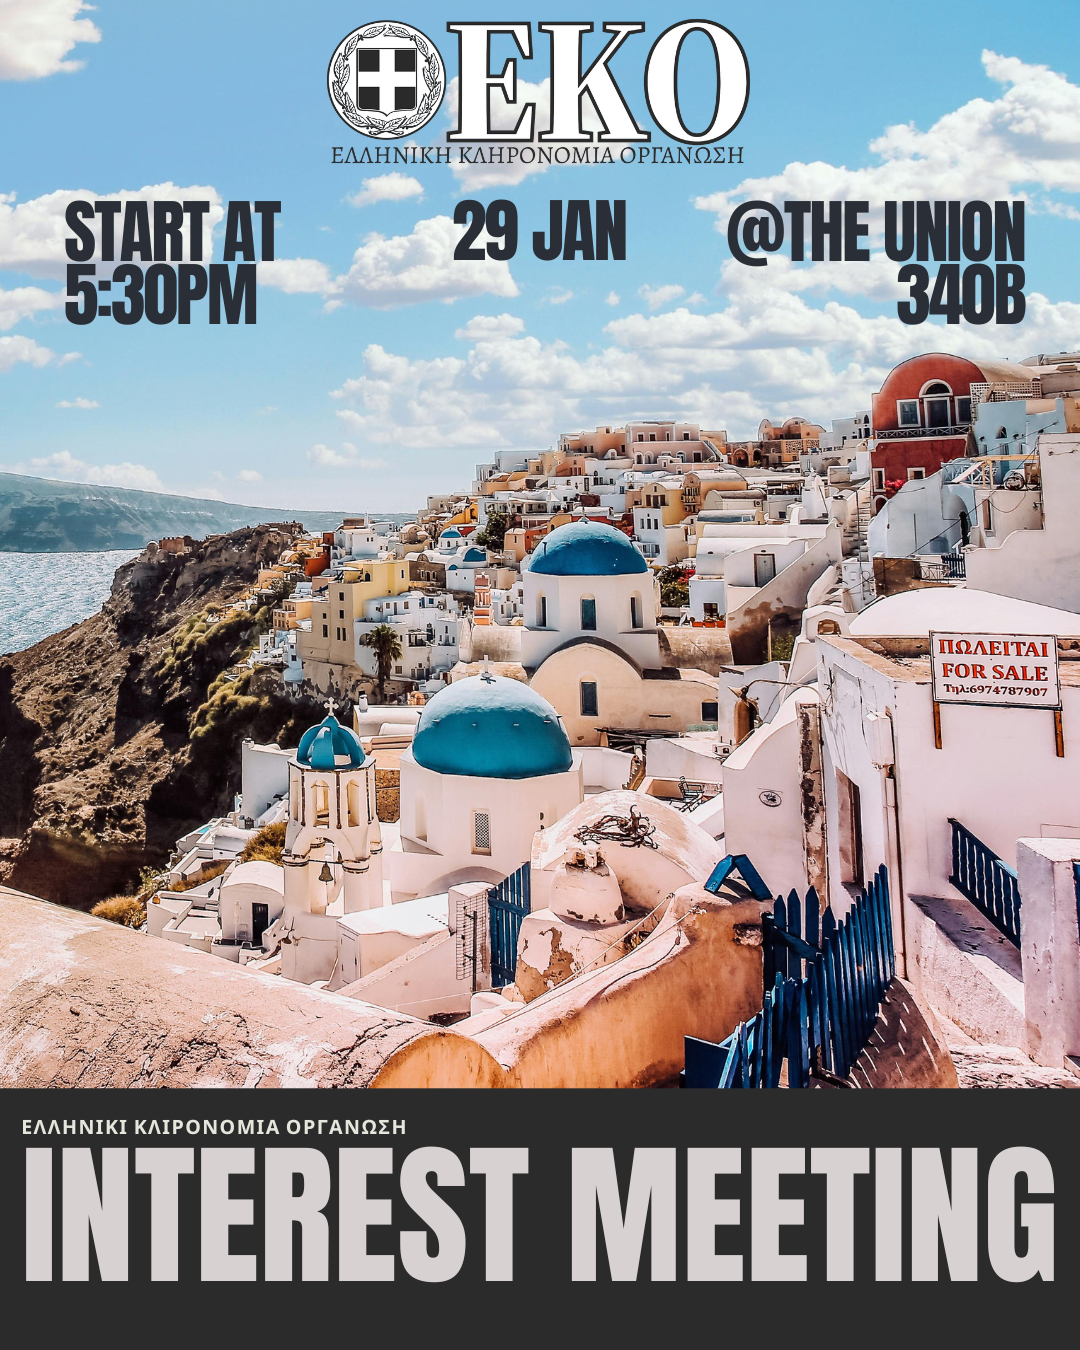 ΕΚΟ
ΕΛΛΗΝΙΚΗ ΚΛΗΡΟΝΟΜΙΑ ΟΡΓΑΝΩΣΗ
START AT
5:30PM
29 JAN
@THE UNION
340B
ΠΩΛΕΙΤΑΙ
FOR SALE
Τηλ:6974787907
ΕΛΛΗΝΙΚΙ ΚΛΙΡΟΝΟΜΙΑ ΟΡΓΑΝΩΣΗ
INTEREST MEETING